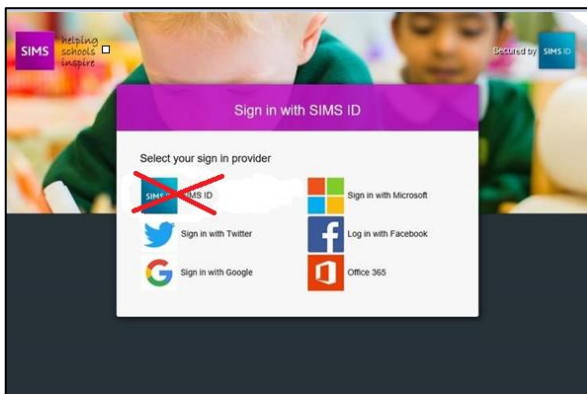 SIMS
helping
schools
inspire
Secured by SIMS ID
Sign in with SIMS ID
Select your sign in provider
SIMS ID
Sign in with Microsoft
Sign in with Twitter
Log in with Facebook
Sign in with Google
Office 365